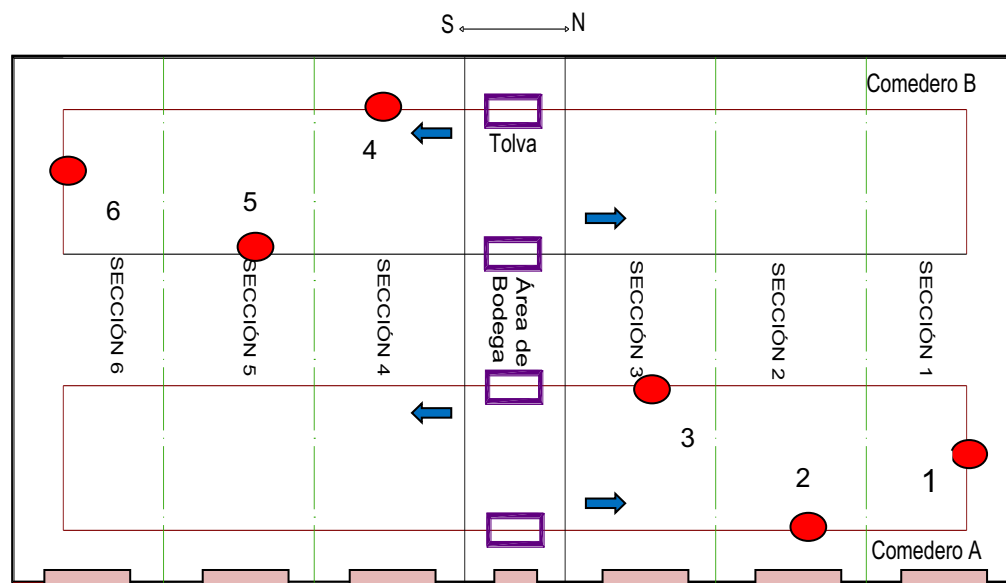 S N
Comedero B
Tolva
4
5
6
SECCIÓN 6
SECCIÓN 5
SECCIÓN 4
Área de
Bodega
SECCIÓN 3
SECCIÓN 2
SECCIÓN 1
3
2
1
Comedero A